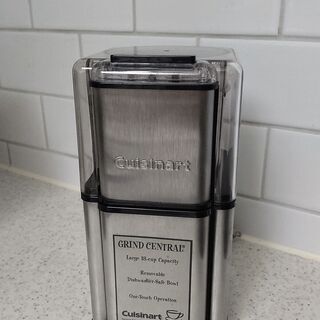 Cuisinart
GRIND CENTRAL®
Large 18-cup Capacity
Removable
Dishwasher-Safe Bowl
One-Touch Operation
Cuisinart